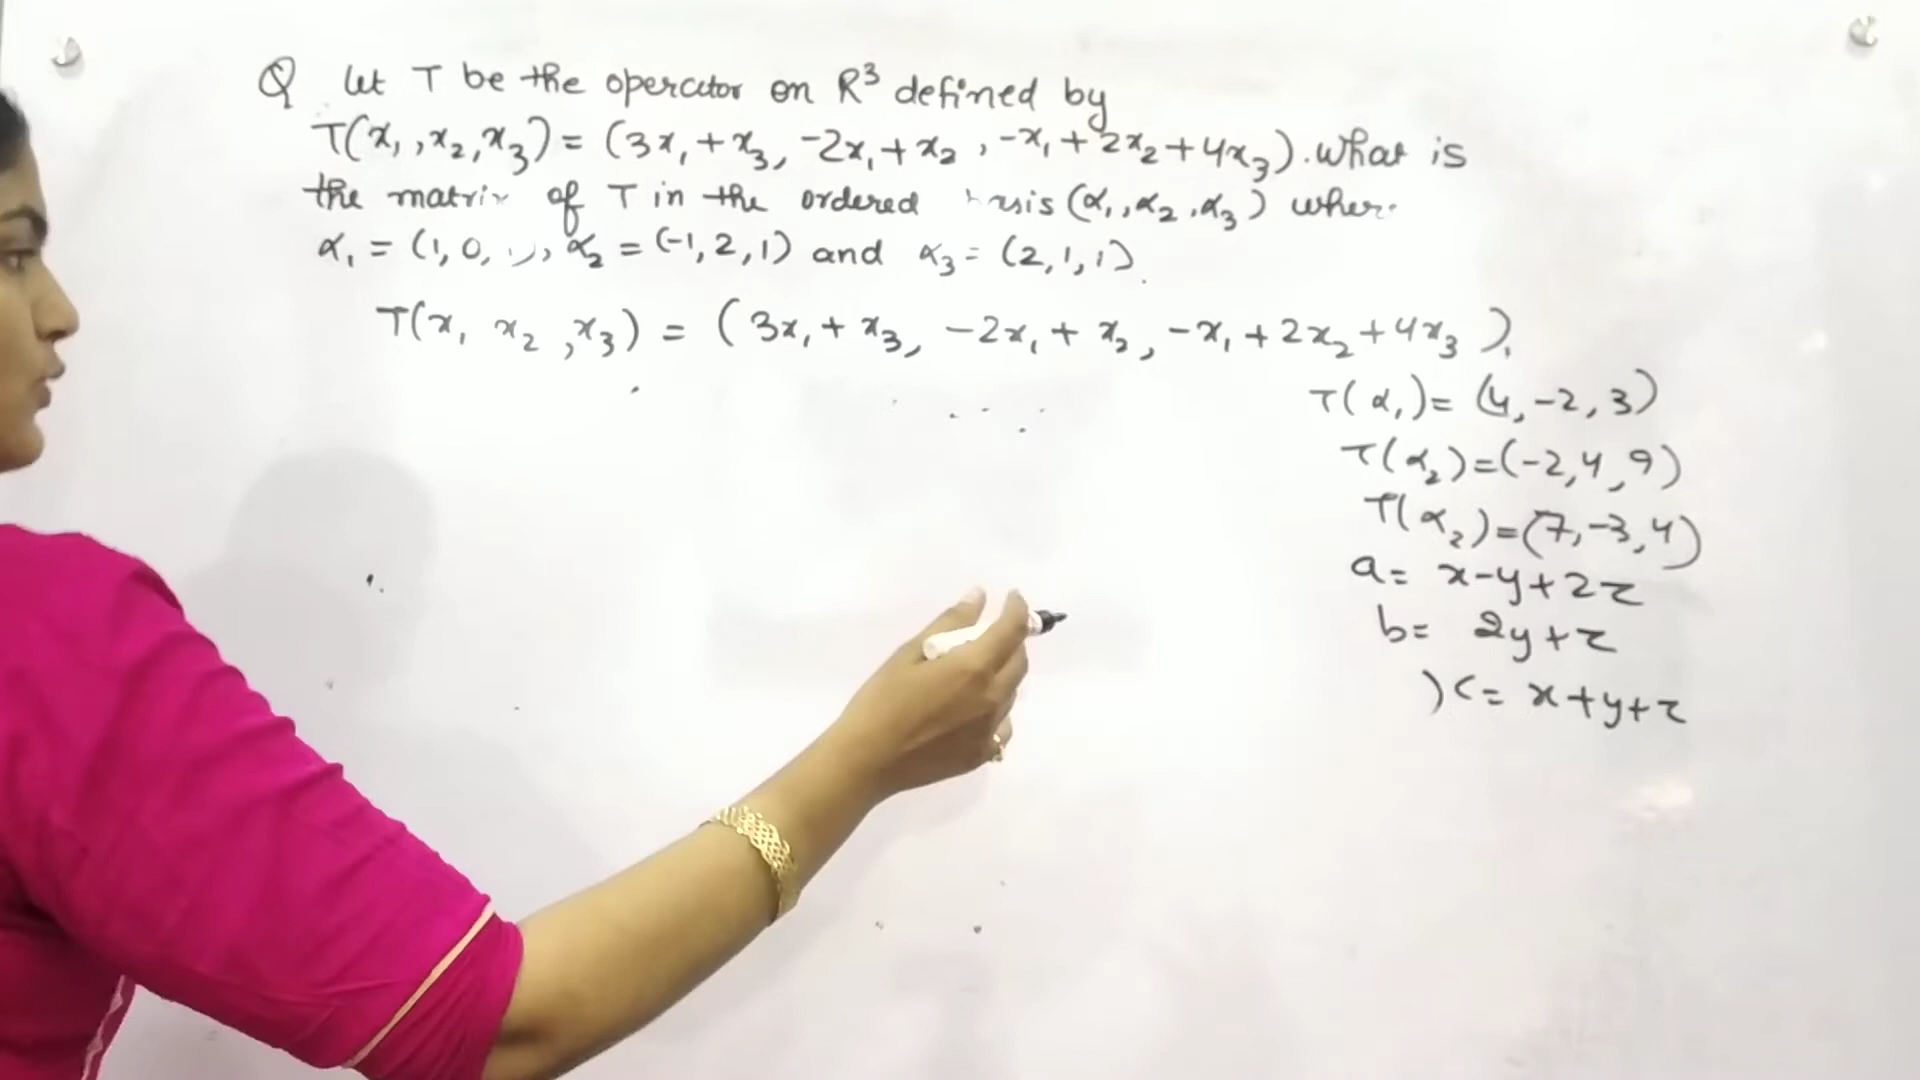 Q let T be the operator on R³ defined by
T(x₁,x₂,x₃) = (3x₁+x₃, -2x₁+x₂, -x₁+2x₂+4x₃). What is
the matrix of T in the ordered (α₁,α₂,α₃)
α₁ = (1, 0, α₂ = (-1, 2, 1) and α₃ = (2, 1, 1).
T(x₁ x₂, x₃) = (3x₁+x₃, -2x₁+x₂, -x₁+2x₂+4x₃).
T(α₁) = (4, -2, 3)
T(α₂) = (-2, 4, 9)
T(α₂) = (7, -3, 4)
a = x-y+2z
b = 2y+z
) c = x+y+z